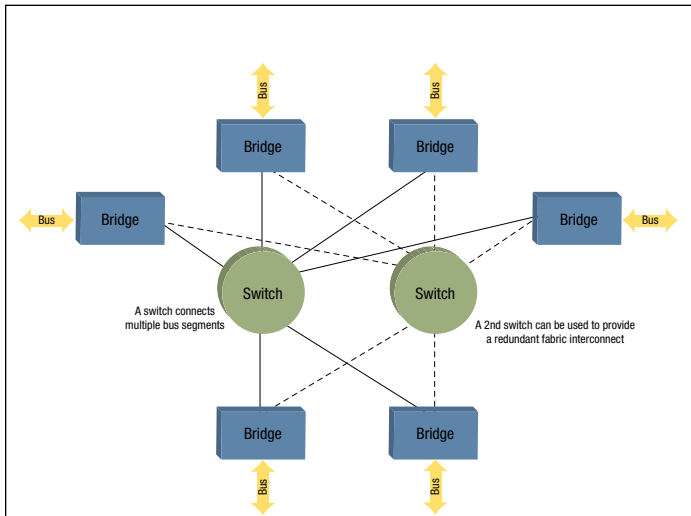 Bus
Bus
Bridge
Bridge
Bus
Bridge
Bridge
Bus
Switch
Switch
A switch connects
multiple bus segments
A 2nd switch can be used to provide
a redundant fabric interconnect
Bridge
Bridge
Bus
Bus